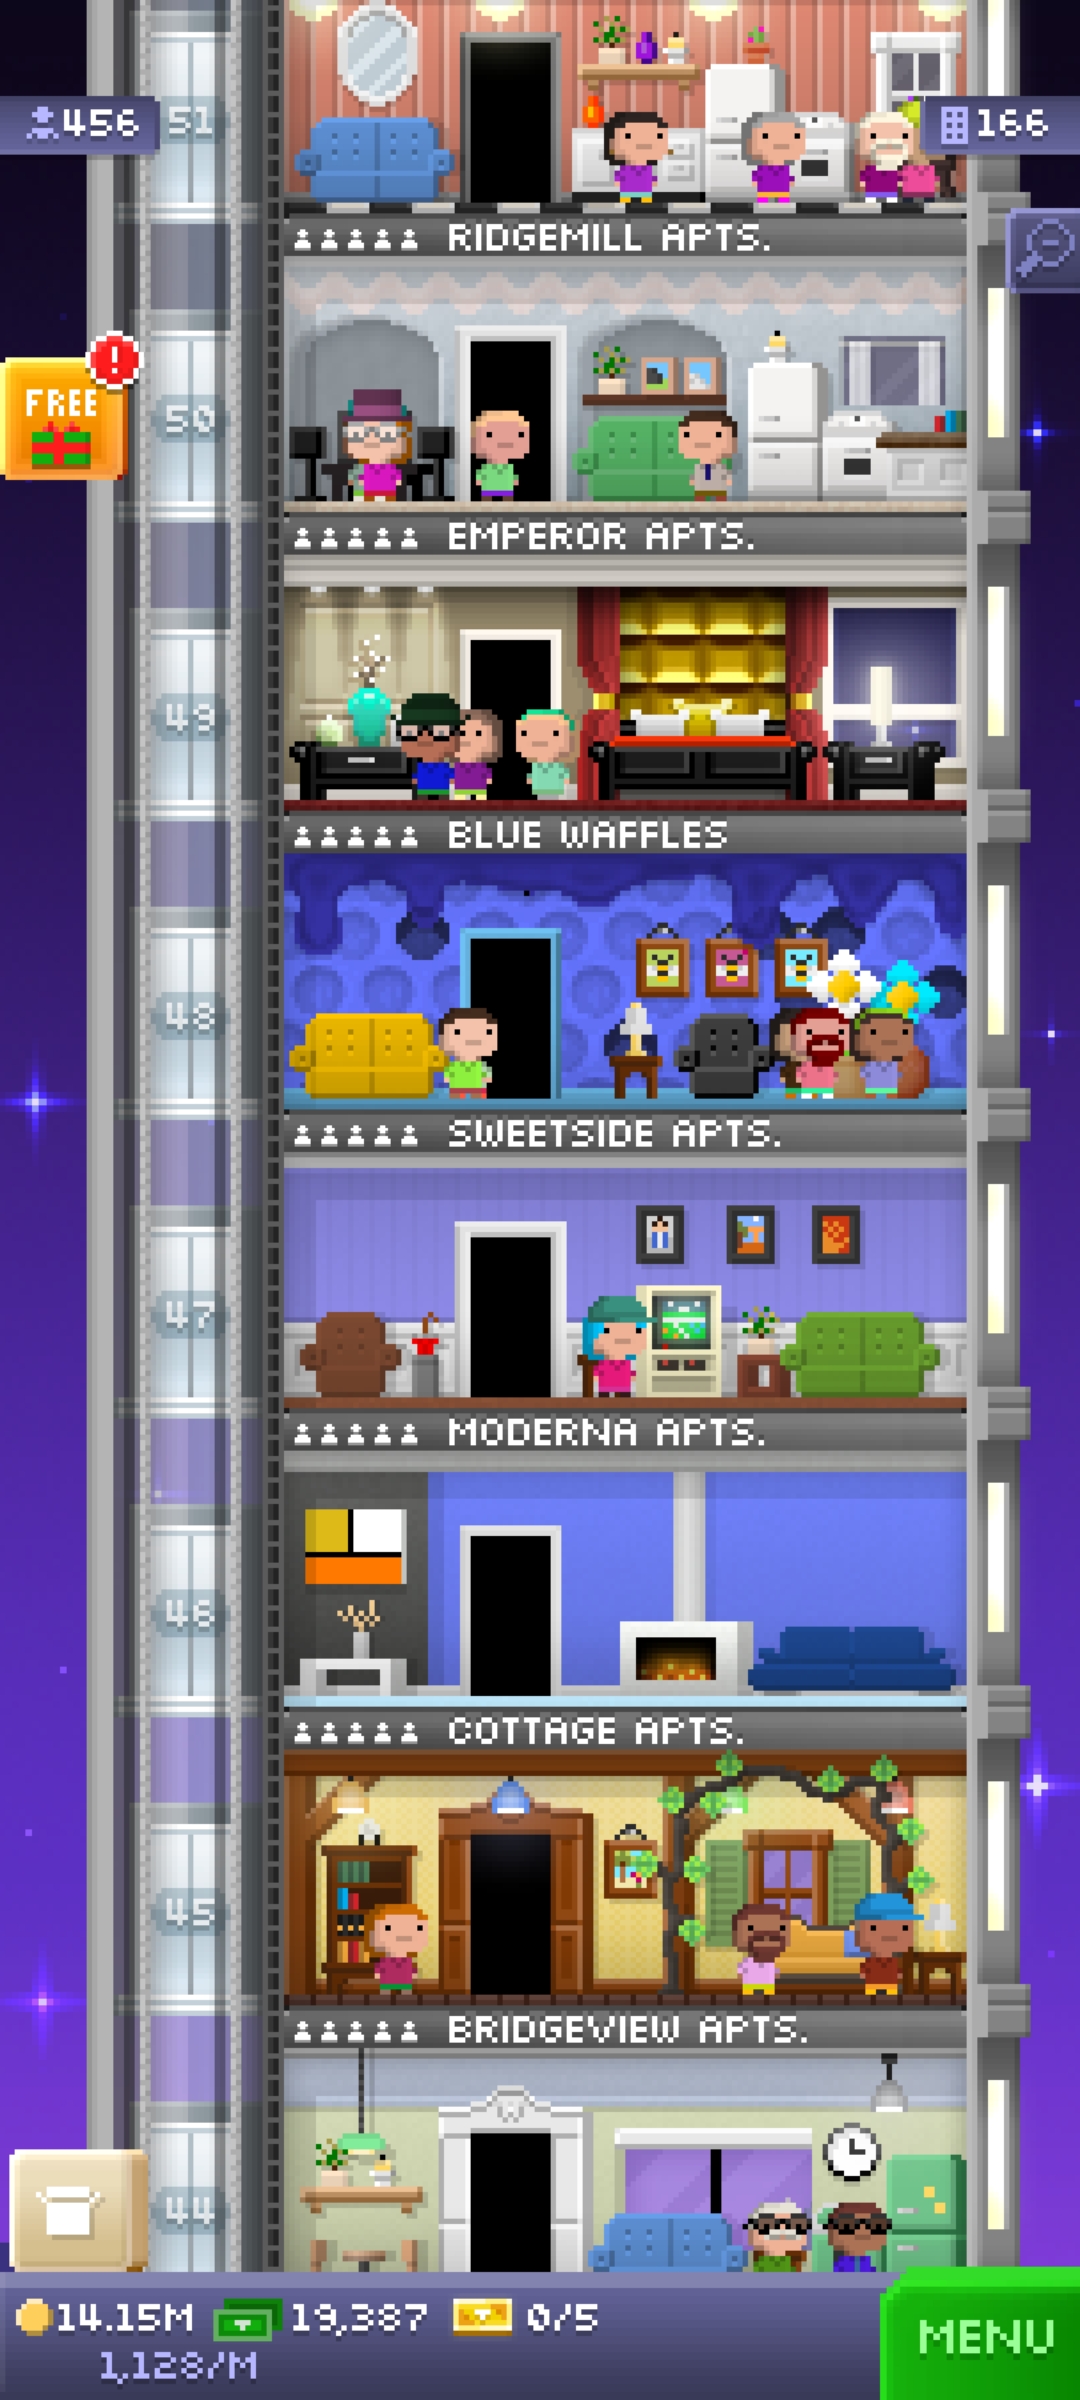 456
51
166
RIDGEMILL APTS.
FREE
!
50
EMPEROR APTS.
49
BLUE WAFFLES
48
SWEETSIDE APTS.
47
MODERNA APTS.
46
COTTAGE APTS.
45
BRIDGEVIEW APTS.
44
14.15M 19,387 0/5
1,128/M
MENU